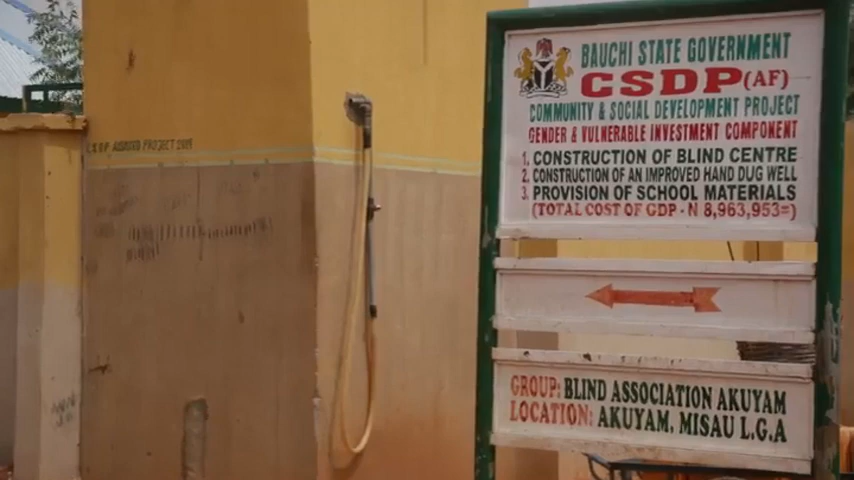 BAUCHI STATE GOVERNMENT
CSDP (AF)
COMMUNITY & SOCIAL DEVELOPMENT PROJECT
GENDER & VULNERABLE INVESTMENT COMPONENT
1. CONSTRUCTION OF BLIND CENTRE
2. CONSTRUCTION OF AN IMPROVED HAND DUG WELL
3. PROVISION OF SCHOOL MATERIALS
(TOTAL COST OF GDP - N 8,963,953=)
GROUP: BLIND ASSOCIATION AKUYAM
LOCATION: AKUYAM, MISAU L.G.A
PROJECT